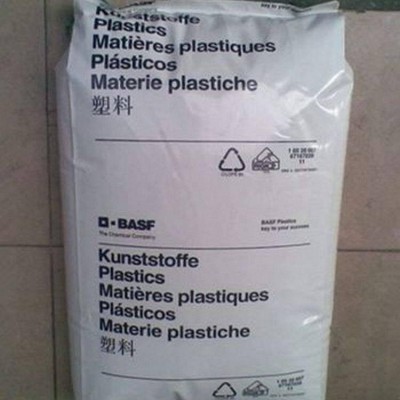 Kunststoffe
Plastics
Matières plastiques
Plásticos
Materie plastiche
塑料
BASF
The Chemical Company
BASF Plastics
key to your success
Kunststoffe
Plastics
Matières plastiques
Plásticos
Materie plastiche
塑料